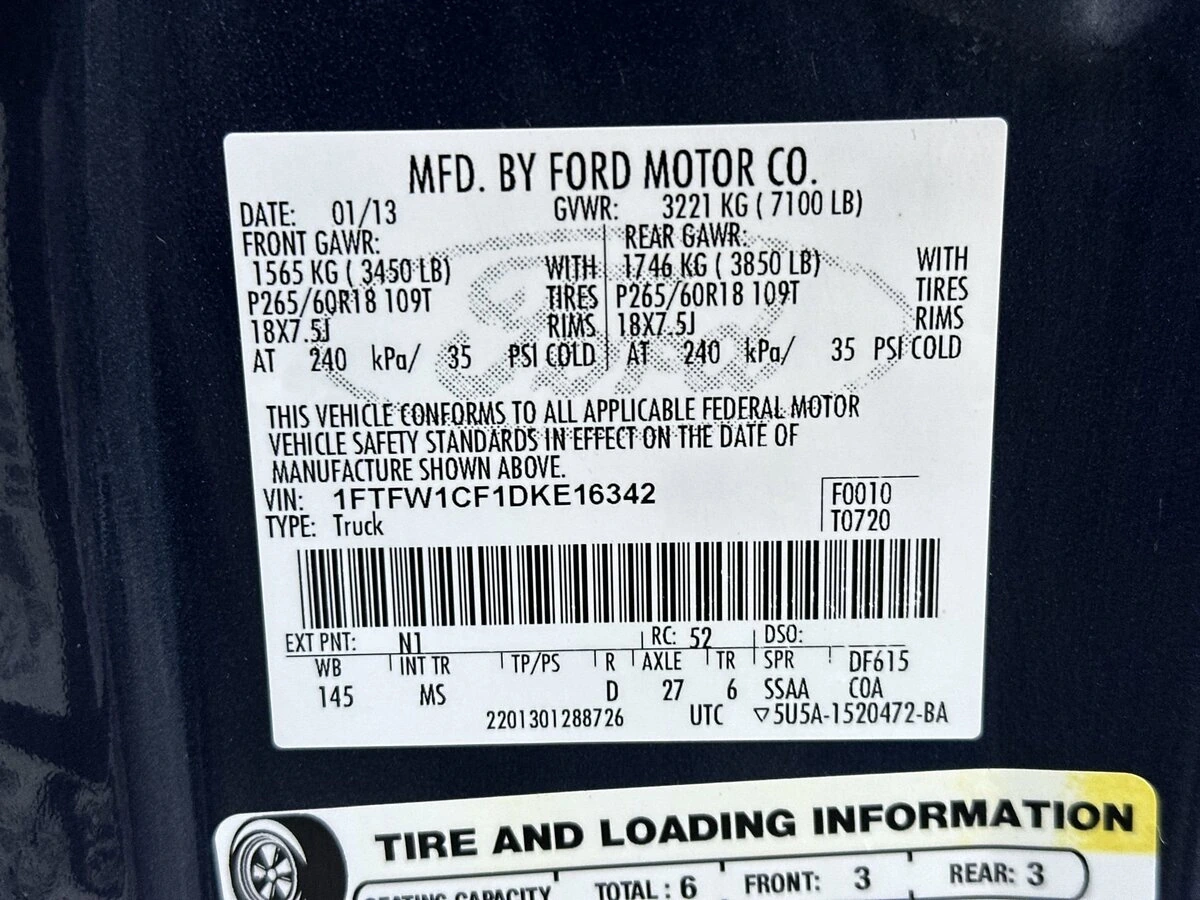 MFD. BY FORD MOTOR CO.
DATE: 01/13 GVWR: 3221 KG ( 7100 LB)
FRONT GAWR: REAR GAWR:
1565 KG ( 3450 LB) WITH 1746 KG ( 3850 LB) WITH
P265/60R18 109T TIRES P265/60R18 109T TIRES
18X7.5J RIMS 18X7.5J RIMS
AT 240 kPa/ 35 PSI COLD AT 240 kPa/ 35 PSI COLD
Ford
THIS VEHICLE CONFORMS TO ALL APPLICABLE FEDERAL MOTOR
VEHICLE SAFETY STANDARDS IN EFFECT ON THE DATE OF
MANUFACTURE SHOWN ABOVE.
VIN: 1FTFW1CF1DKE16342 F0010
TYPE: Truck T0720
EXT PNT: N1 RC: 52 DSO:
WB INT TR TP/PS R AXLE TR SPR DF615
145 MS D 27 6 SSAA COA
2201301288726 UTC ▽5U5A-1520472-BA
TIRE AND LOADING INFORMATION
SEATING CAPACITY TOTAL : 6 FRONT: 3 REAR: 3